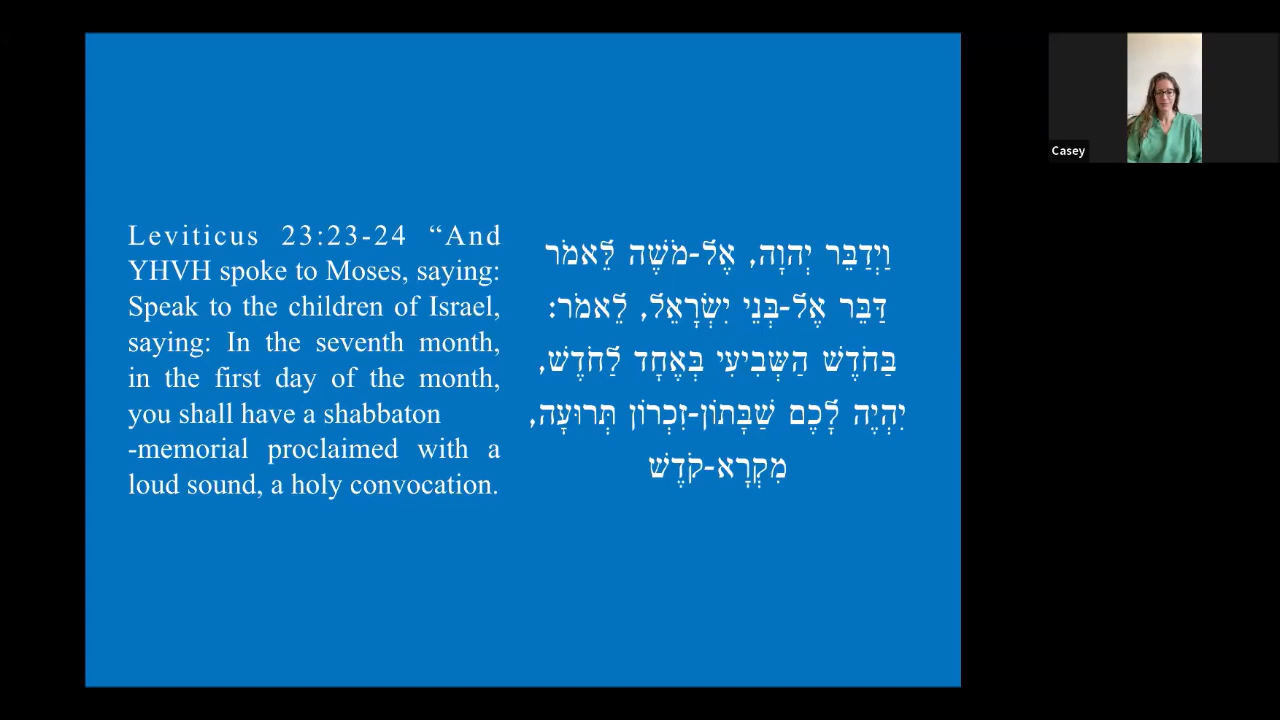 Leviticus 23:23-24 “And
YHVH spoke to Moses, saying:
Speak to the children of Israel,
saying: In the seventh month,
in the first day of the month,
you shall have a shabbaton
-memorial proclaimed with a
loud sound, a holy convocation.
וַיְדַבֵּר יְהוָה, אֶל-מֹשֶׁה לֵּאמֹר
דַּבֵּר אֶל-בְּנֵי יִשְׂרָאֵל, לֵאמֹר:
בַּחֹדֶשׁ הַשְּׁבִיעִי בְּאֶחָד לַחֹדֶשׁ,
יִהְיֶה לָכֶם שַׁבָּתוֹן-זִכְרוֹן תְּרוּעָה,
מִקְרָא-קֹדֶשׁ
Casey